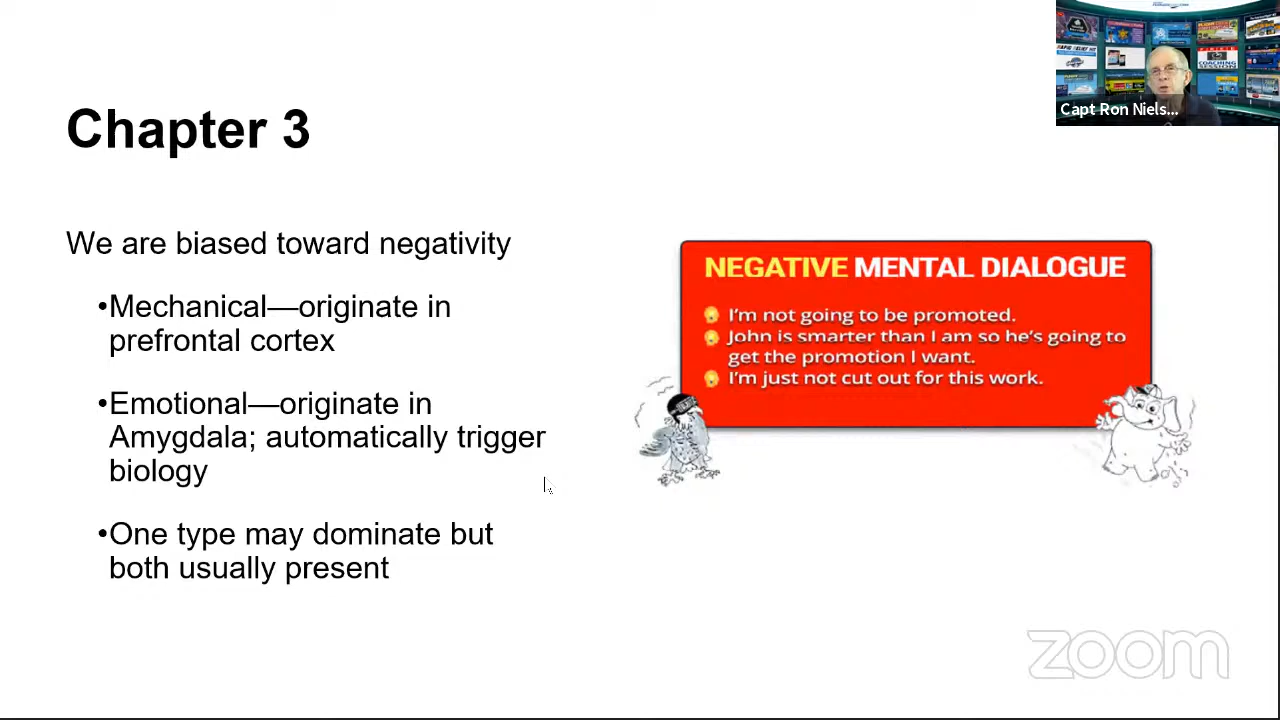 Capt Ron Niels...
Chapter 3
We are biased toward negativity
•Mechanical—originate in
prefrontal cortex
•Emotional—originate in
Amygdala; automatically trigger
biology
•One type may dominate but
both usually present
NEGATIVE MENTAL DIALOGUE
I'm not going to be promoted.
John is smarter than I am so he's going to
get the promotion I want.
I'm just not cut out for this work.
zoom